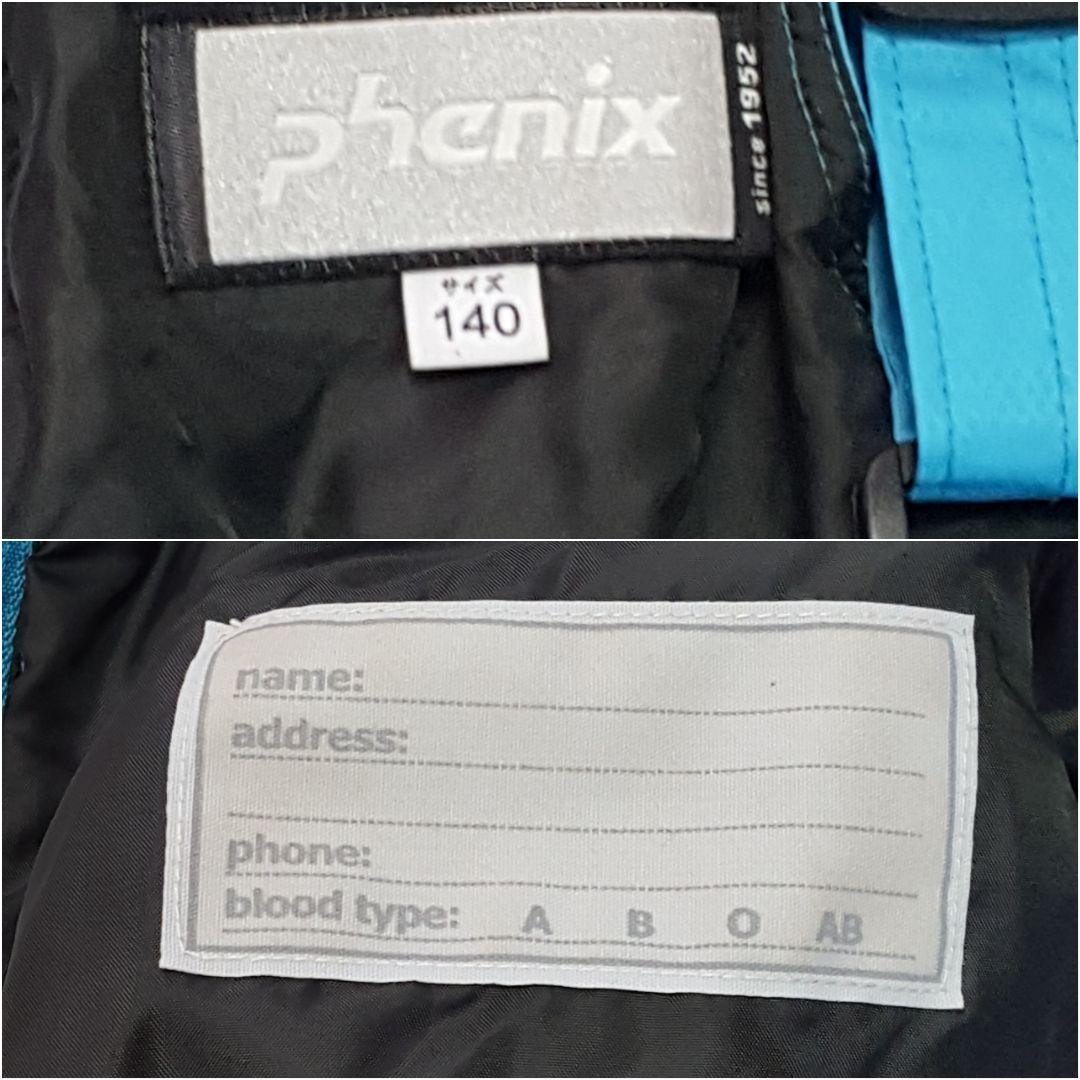 phenix
since 1952
サイズ
140
name:
address:
phone:
blood type: A B O AB